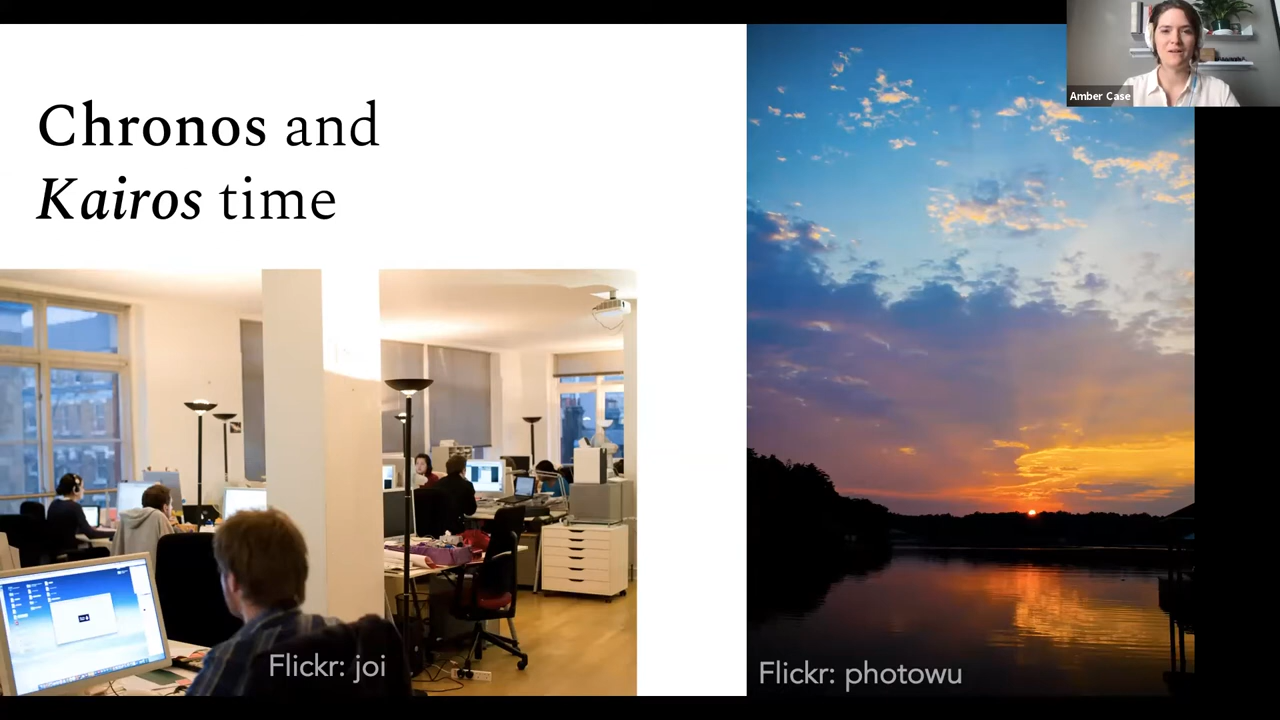 Chronos and
Kairos time
Amber Case
Flickr: joi
Flickr: photowu